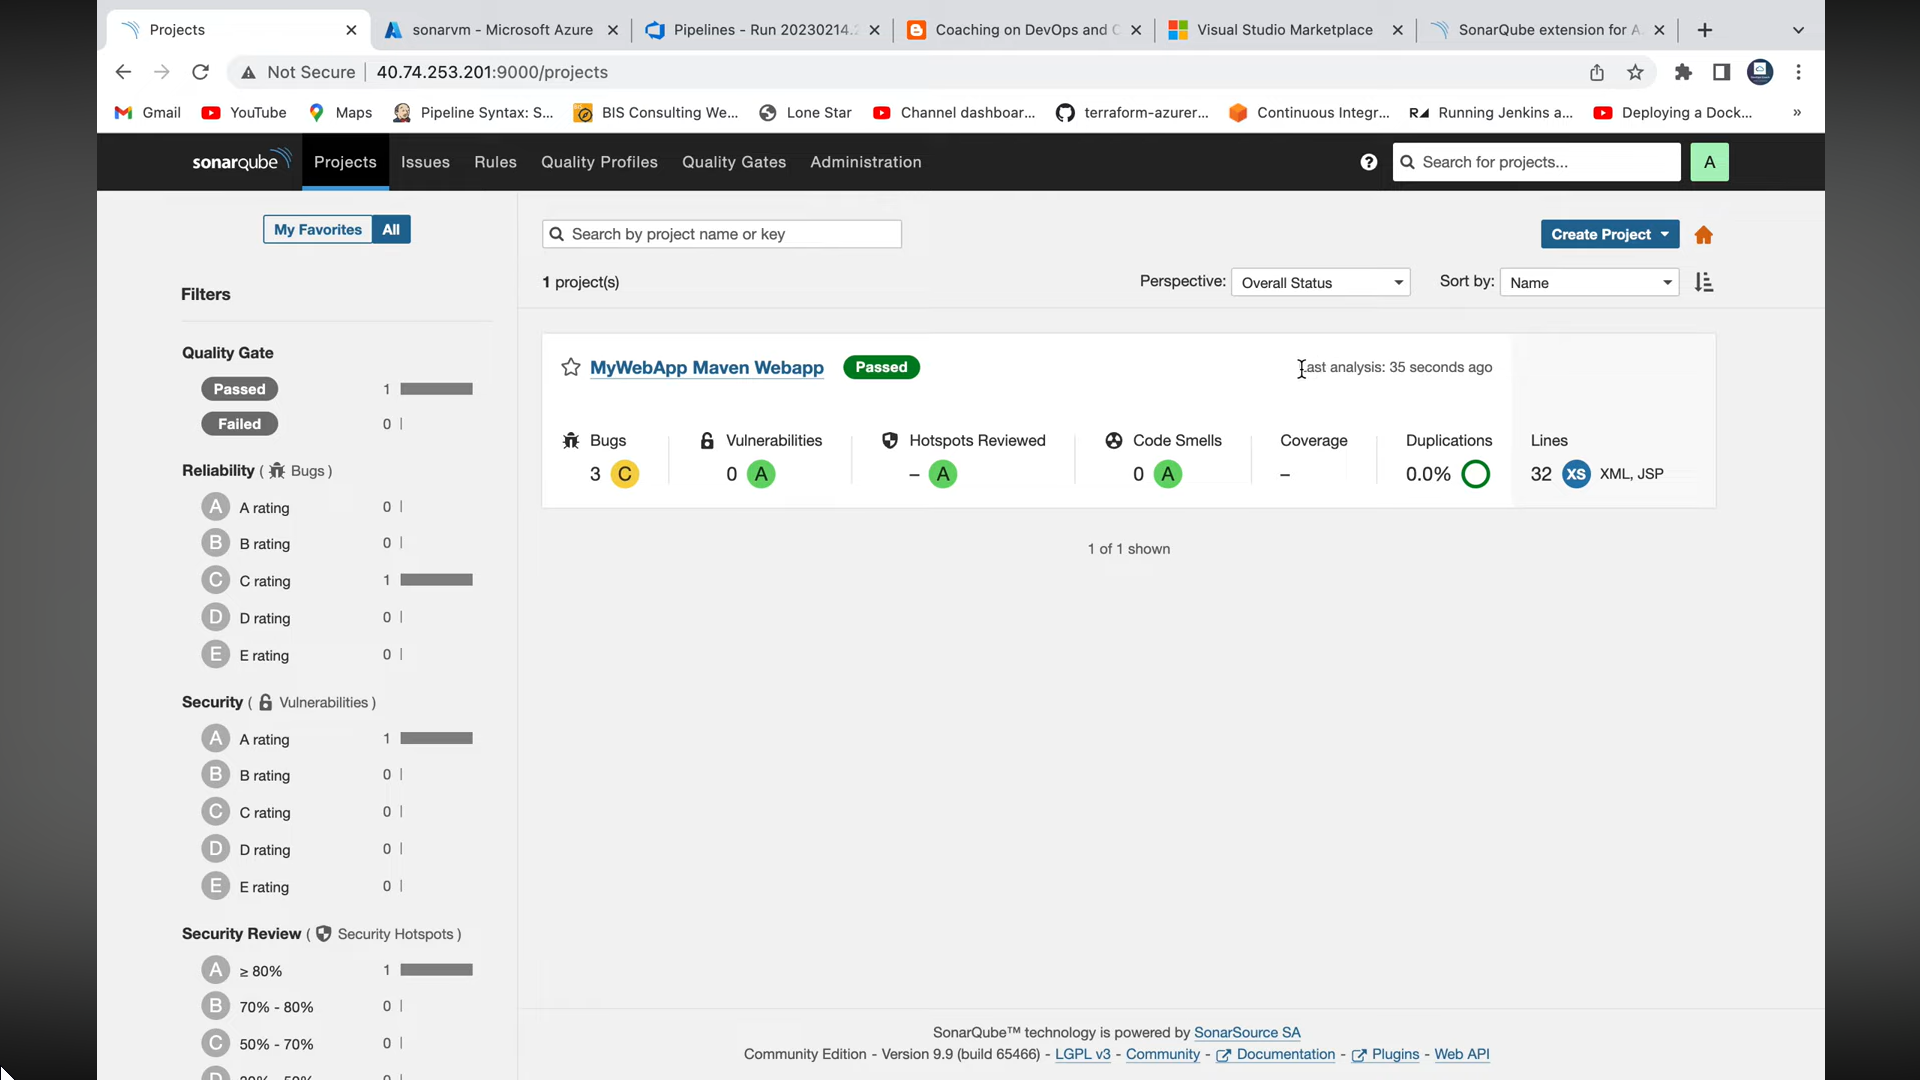 Projects
sonarvm - Microsoft Azure
Pipelines - Run 20230214.
Coaching on DevOps and C
Visual Studio Marketplace
SonarQube extension for A
Not Secure
40.74.253.201:9000/projects
Gmail
YouTube
Maps
Pipeline Syntax: S...
BIS Consulting We...
Lone Star
Channel dashboar...
terraform-azurer...
Continuous Integr...
Running Jenkins a...
Deploying a Dock...
»
sonarqube
Projects
Issues
Rules
Quality Profiles
Quality Gates
Administration
Search for projects...
A
My Favorites
All
Search by project name or key
Create Project
1 project(s)
Perspective:
Overall Status
Sort by:
Name
Filters
Quality Gate
Passed 1
Failed 0
Reliability ( Bugs )
A A rating 0
B B rating 0
C C rating 1
D D rating 0
E E rating 0
Security ( Vulnerabilities )
A A rating 1
B B rating 0
C C rating 0
D D rating 0
E E rating 0
Security Review ( Security Hotspots )
A ≥ 80% 1
B 70% - 80% 0
C 50% - 70% 0
MyWebApp Maven Webapp
Passed
Last analysis: 35 seconds ago
Bugs
Vulnerabilities
Hotspots Reviewed
Code Smells
Coverage
Duplications
Lines
3 C
0 A
– A
0 A
–
0.0%
32 XS XML, JSP
1 of 1 shown
SonarQube™ technology is powered by SonarSource SA
Community Edition - Version 9.9 (build 65466) - LGPL v3 - Community - Documentation - Plugins - Web API